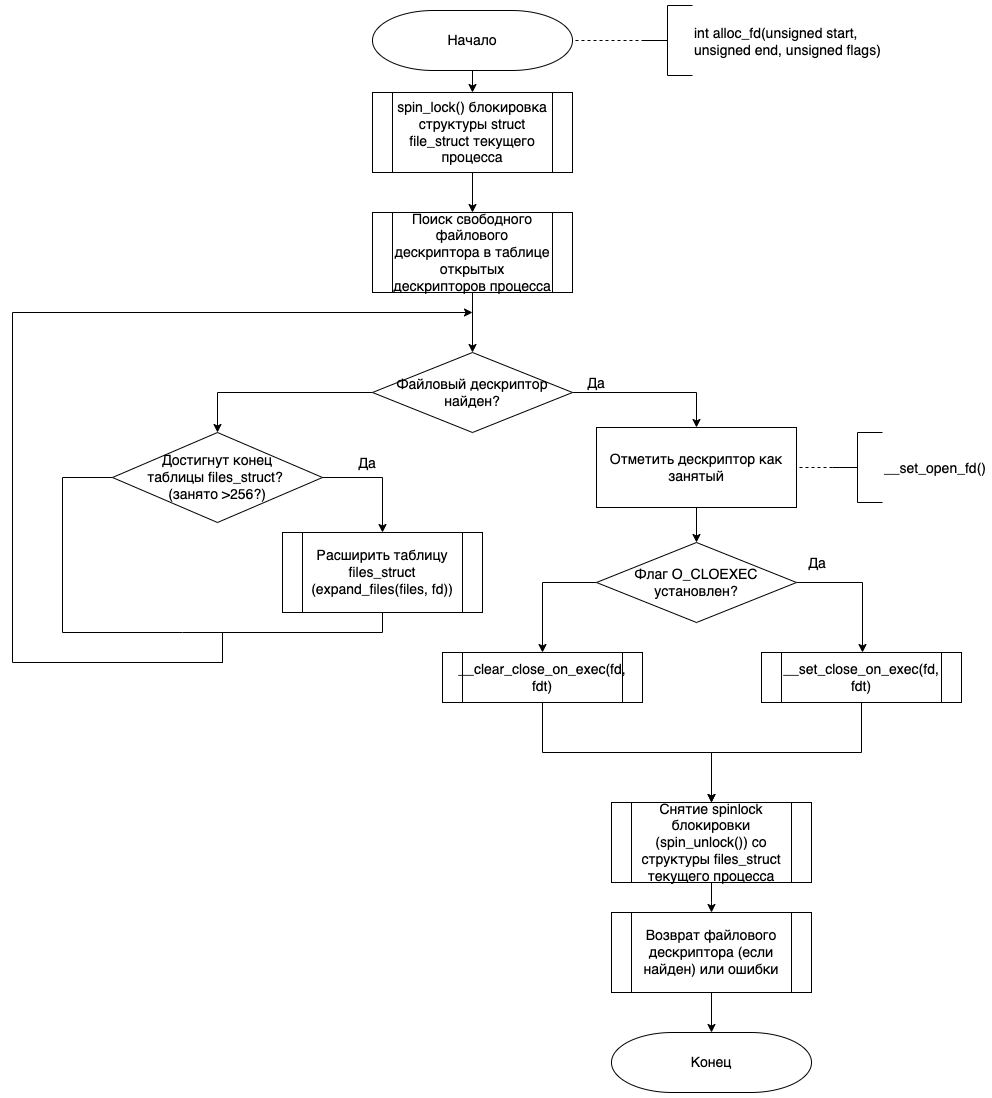 Начало
int alloc_fd(unsigned start,
unsigned end, unsigned flags)
spin_lock() блокировка
структуры struct
file_struct текущего
процесса
Поиск свободного
файлового
дескриптора в таблице
открытых
дескрипторов процесса
Файловый дескриптор
найден?
Да
Достигнут конец
таблицы files_struct?
(занято >256?)
Да
Отметить дескриптор как
занятый
__set_open_fd()
Расширить таблицу
files_struct
(expand_files(files, fd))
Флаг O_CLOEXEC
установлен?
Да
__clear_close_on_exec(fd,
fdt)
__set_close_on_exec(fd,
fdt)
Снятие spinlock
блокировки
(spin_unlock()) со
структуры files_struct
текущего процесса
Возврат файлового
дескриптора (если
найден) или ошибки
Конец